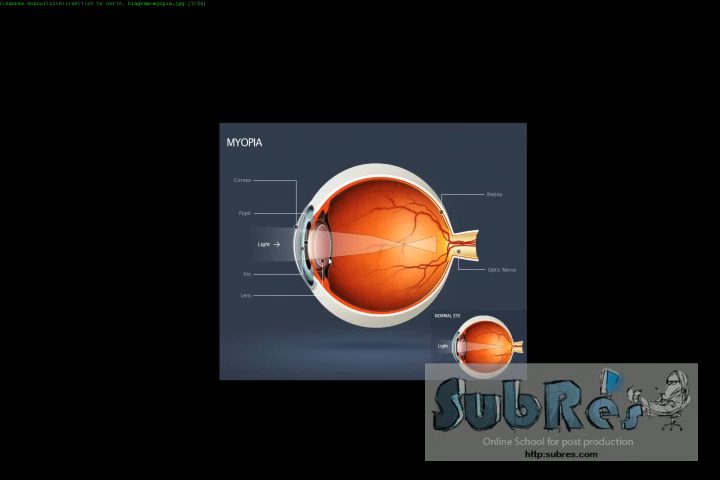 MYOPIA
Cornea
Pupil
Light
Iris
Lens
Retina
Optic Nerve
NORMAL EYE
Light
SubRes
Online School for post production
http:subres.com